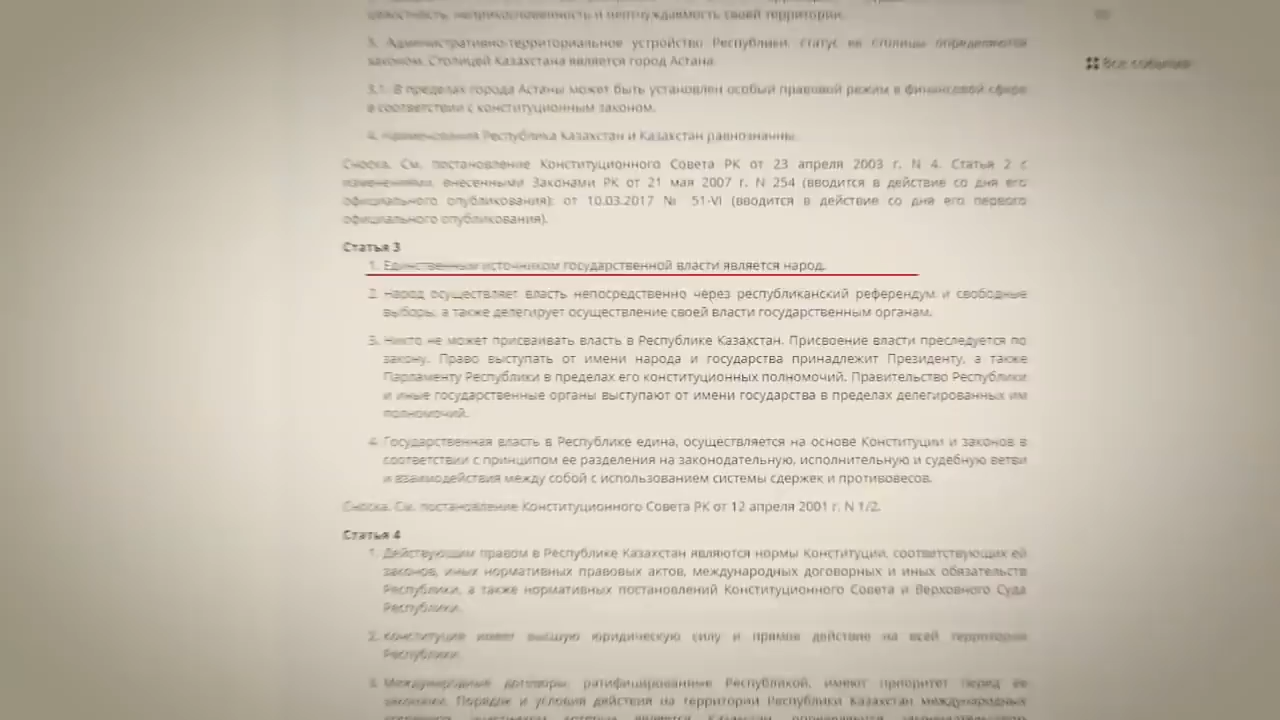 целостность, неприкосновенность и неотчуждаемость своей территории.
3. Административно-территориальное устройство Республики, статус ее столицы определяются
законом. Столицей Казахстана является город Астана.
3.1. В пределах города Астаны может быть установлен особый правовой режим в финансовой сфере
в соответствии с конституционным законом.
4. Наименования Республика Казахстан и Казахстан равнозначны.
Сноска. См. постановление Конституционного Совета РК от 23 апреля 2003 г. N 4. Статья 2 с
изменениями, внесенными Законами РК от 21 мая 2007 г. N 254 (вводится в действие со дня его
официального опубликования); от 10.03.2017 № 51-VI (вводится в действие со дня его первого
официального опубликования).
Все события
Статья 3
1. Единственным источником государственной власти является народ.
2. Народ осуществляет власть непосредственно через республиканский референдум и свободные
выборы, а также делегирует осуществление своей власти государственным органам.
3. Никто не может присваивать власть в Республике Казахстан. Присвоение власти преследуется по
закону. Право выступать от имени народа и государства принадлежит Президенту, а также
Парламенту Республики в пределах его конституционных полномочий. Правительство Республики
и иные государственные органы выступают от имени государства в пределах делегированных им
полномочий.
4. Государственная власть в Республике едина, осуществляется на основе Конституции и законов в
соответствии с принципом ее разделения на законодательную, исполнительную и судебную ветви
и взаимодействия между собой с использованием системы сдержек и противовесов.
Сноска. См. постановление Конституционного Совета РК от 12 апреля 2001 г. N 1/2.
Статья 4
1. Действующим правом в Республике Казахстан являются нормы Конституции, соответствующих ей
законов, иных нормативных правовых актов, международных договорных и иных обязательств
Республики, а также нормативных постановлений Конституционного Совета и Верховного Суда
Республики.
2. Конституция имеет высшую юридическую силу и прямое действие на всей территории
Республики.
3. Международные договоры, ратифицированные Республикой, имеют приоритет перед ее
законами. Порядок и условия действия на территории Республики Казахстан международных